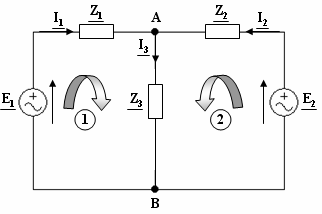 I1 Z1 A Z2 I2
I3
E1 + 1 Z3 2 + E2
B